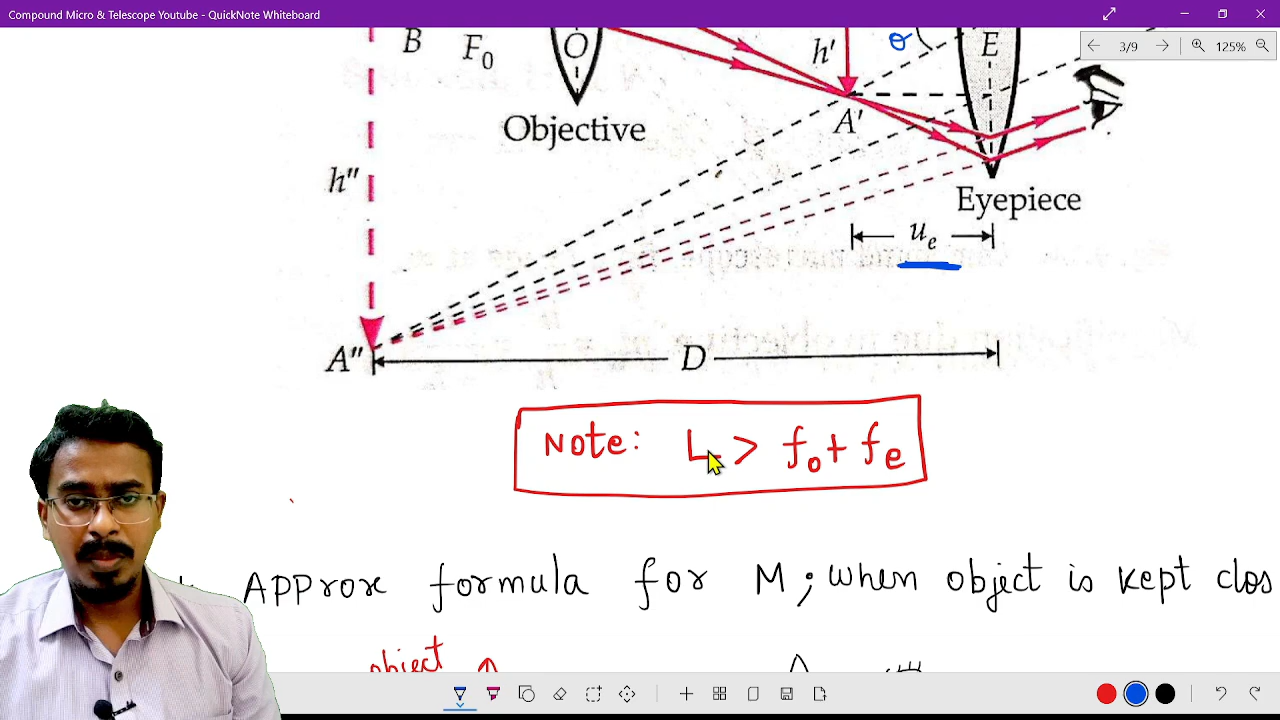 Compound Micro & Telescope Youtube - QuickNote Whiteboard
3/9
125%
B F₀ O h' θ E
A'
Objective
h"
Eyepiece
uₑ
A" D
Note: L > f₀ + fₑ
Approx formula for M; when object is kept clos
object